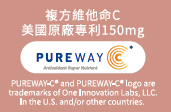 複方維他命C
美國原廠專利150mg
PUREWAY C®
Antioxidant Vapor Nutrient
PUREWAY-C® and PUREWAY-C® logo are
trademarks of One Innovation Labs, LLC.
In the U.S. and/or other countries.